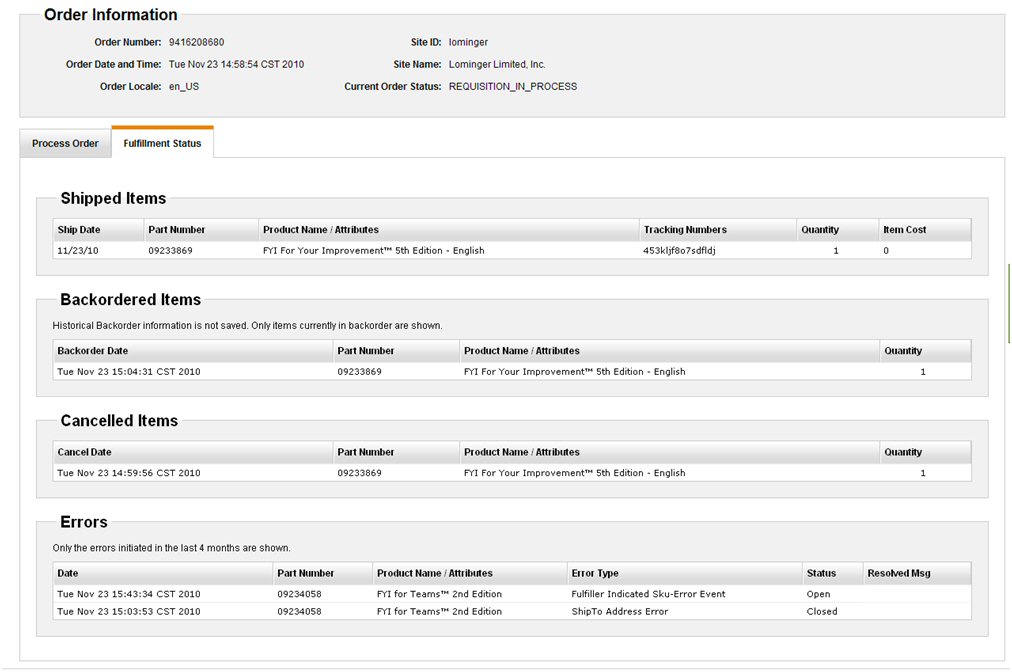 Order Information
Order Number: 9416208680 Site ID: lominger
Order Date and Time: Tue Nov 23 14:58:54 CST 2010 Site Name: Lominger Limited, Inc.
Order Locale: en_US Current Order Status: REQUISITION_IN_PROCESS
Process Order Fulfillment Status
Shipped Items
Ship Date Part Number Product Name / Attributes Tracking Numbers Quantity Item Cost
11/23/10 09233869 FYI For Your Improvement™ 5th Edition - English 453kljf8o7sdfldj 1 0
Backordered Items
Historical Backorder information is not saved. Only items currently in backorder are shown.
Backorder Date Part Number Product Name / Attributes Quantity
Tue Nov 23 15:04:31 CST 2010 09233869 FYI For Your Improvement™ 5th Edition - English 1
Cancelled Items
Cancel Date Part Number Product Name / Attributes Quantity
Tue Nov 23 14:59:56 CST 2010 09233869 FYI For Your Improvement™ 5th Edition - English 1
Errors
Only the errors initiated in the last 4 months are shown.
Date Part Number Product Name / Attributes Error Type Status Resolved Msg
Tue Nov 23 15:43:34 CST 2010 09234058 FYI for Teams™ 2nd Edition Fulfiller Indicated Sku-Error Event Open
Tue Nov 23 15:03:53 CST 2010 09234058 FYI for Teams™ 2nd Edition ShipTo Address Error Closed